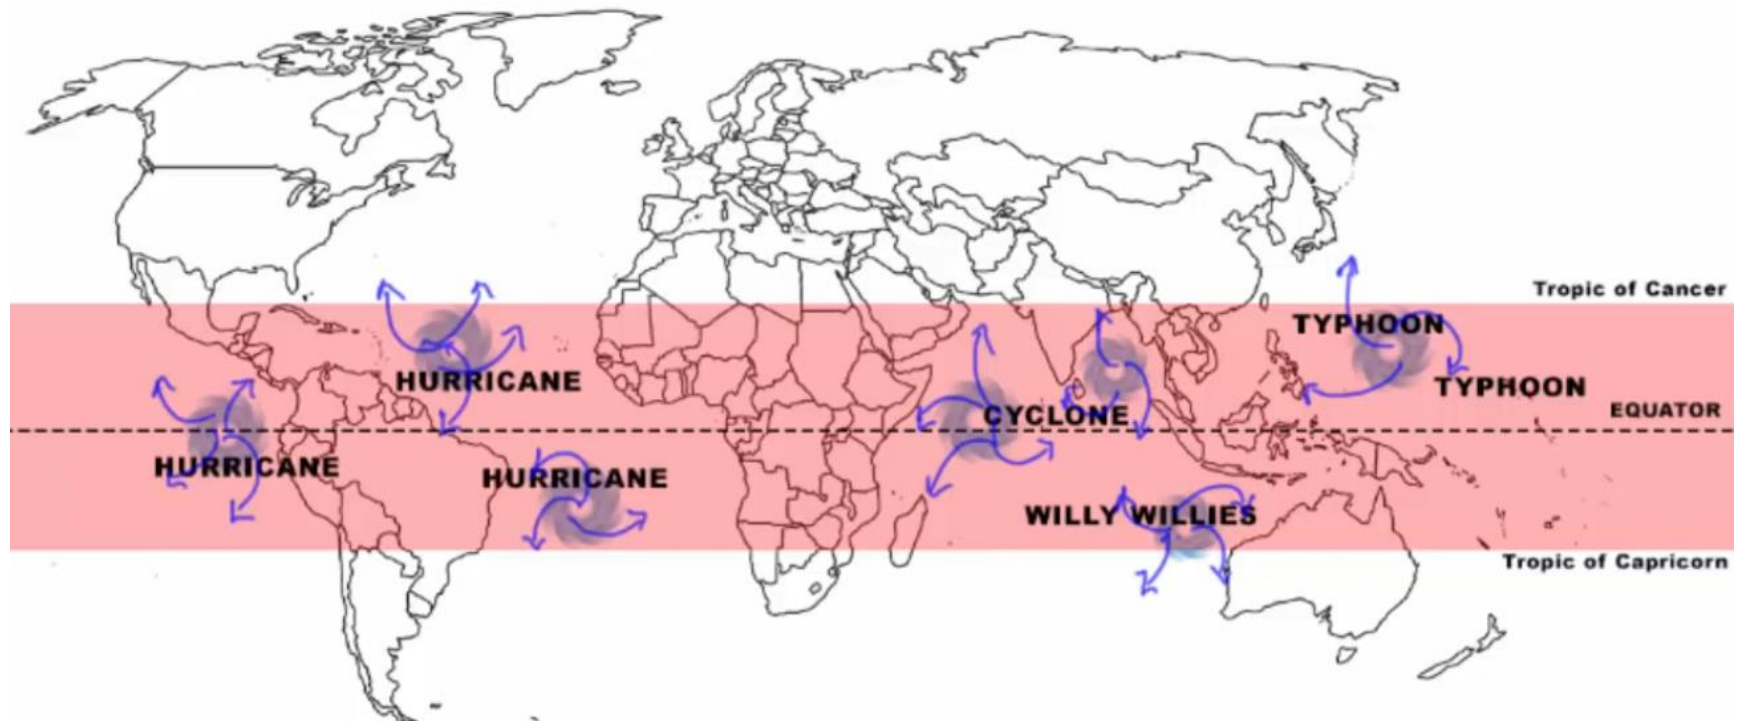 Tropic of Cancer
TYPHOON
HURRICANE
TYPHOON
CYCLONE
EQUATOR
HURRICANE
HURRICANE
WILLY WILLIES
Tropic of Capricorn